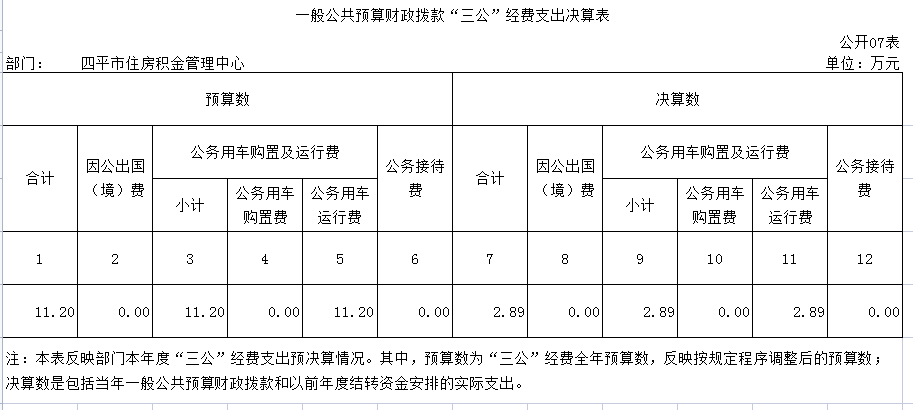 一般公共预算财政拨款“三公”经费支出决算表
公开07表
部门： 四平市住房积金管理中心 单位：万元
预算数 决算数
合计 因公出国（境）费 公务用车购置及运行费 公务接待费 合计 因公出国（境）费 公务用车购置及运行费 公务接待费
小计 公务用车购置费 公务用车运行费 小计 公务用车购置费 公务用车运行费
1 2 3 4 5 6 7 8 9 10 11 12
11.20 0.00 11.20 0.00 11.20 0.00 2.89 0.00 2.89 0.00 2.89 0.00
注：本表反映部门本年度“三公”经费支出预决算情况。其中，预算数为“三公”经费全年预算数，反映按规定程序调整后的预算数；
决算数是包括当年一般公共预算财政拨款和以前年度结转资金安排的实际支出。